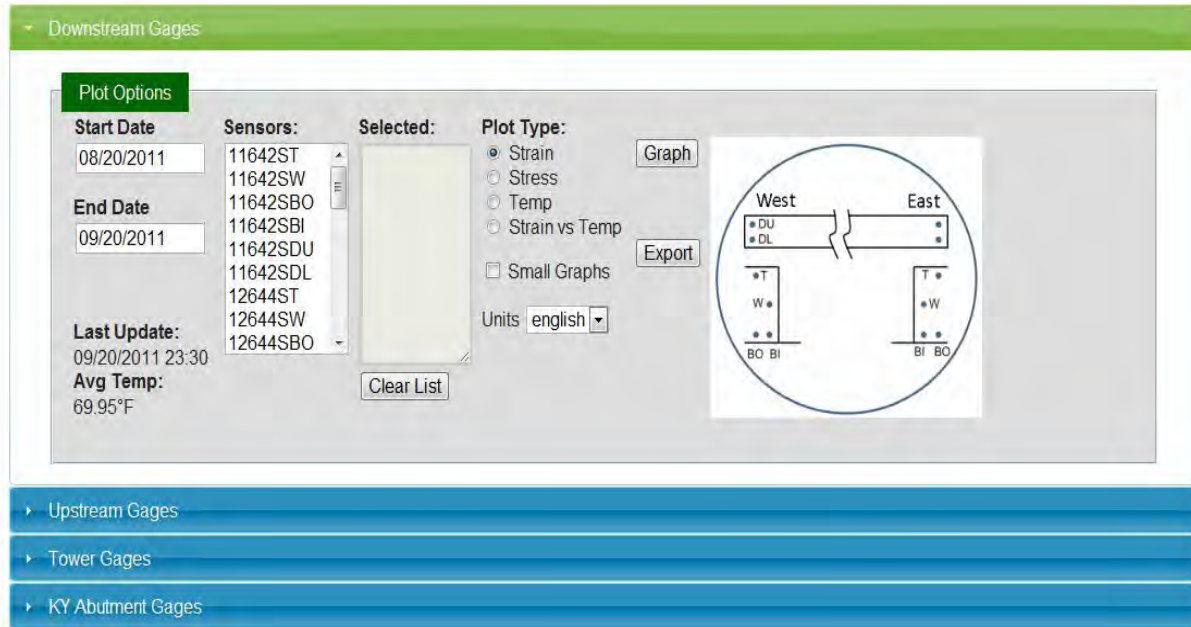 Downstream Gages
Plot Options
Start Date
08/20/2011
End Date
09/20/2011
Last Update:
09/20/2011 23:30
Avg Temp:
69.95°F
Sensors:
11642ST
11642SW
11642SBO
11642SBI
11642SDU
11642SDL
12644ST
12644SW
12644SBO
Selected:
Clear List
Plot Type:
Strain
Stress
Temp
Strain vs Temp
Small Graphs
Units english
Graph
Export
West East
DU
DL
T T
W W
BO BI BI BO
Upstream Gages
Tower Gages
KY Abutment Gages